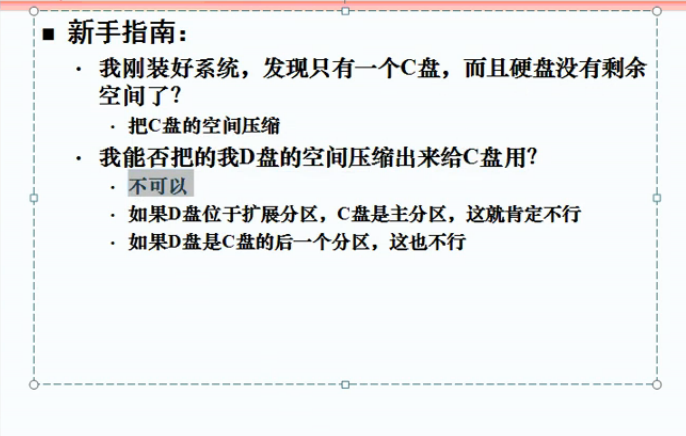 ■ 新手指南：
· 我刚装好系统，发现只有一个C盘，而且硬盘没有剩余
空间了？
· 把C盘的空间压缩
· 我能否把的我D盘的空间压缩出来给C盘用？
· 不可以
· 如果D盘位于扩展分区，C盘是主分区，这就肯定不行
· 如果D盘是C盘的后一个分区，这也不行